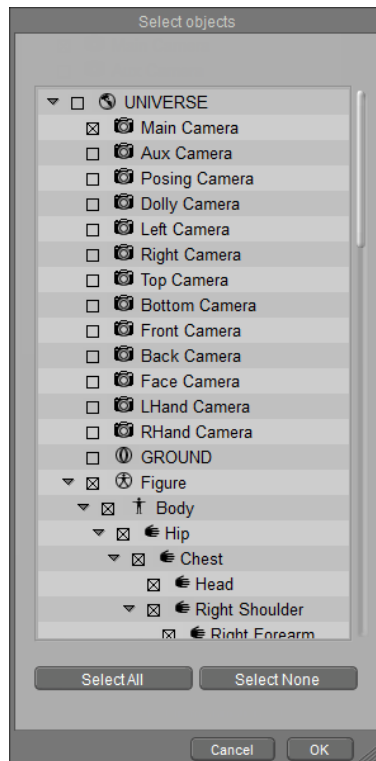 Select objects
UNIVERSE
Main Camera
Aux Camera
Posing Camera
Dolly Camera
Left Camera
Right Camera
Top Camera
Bottom Camera
Front Camera
Back Camera
Face Camera
LHand Camera
RHand Camera
GROUND
Figure
Body
Hip
Chest
Head
Right Shoulder
Right Forearm
Select All Select None
Cancel OK